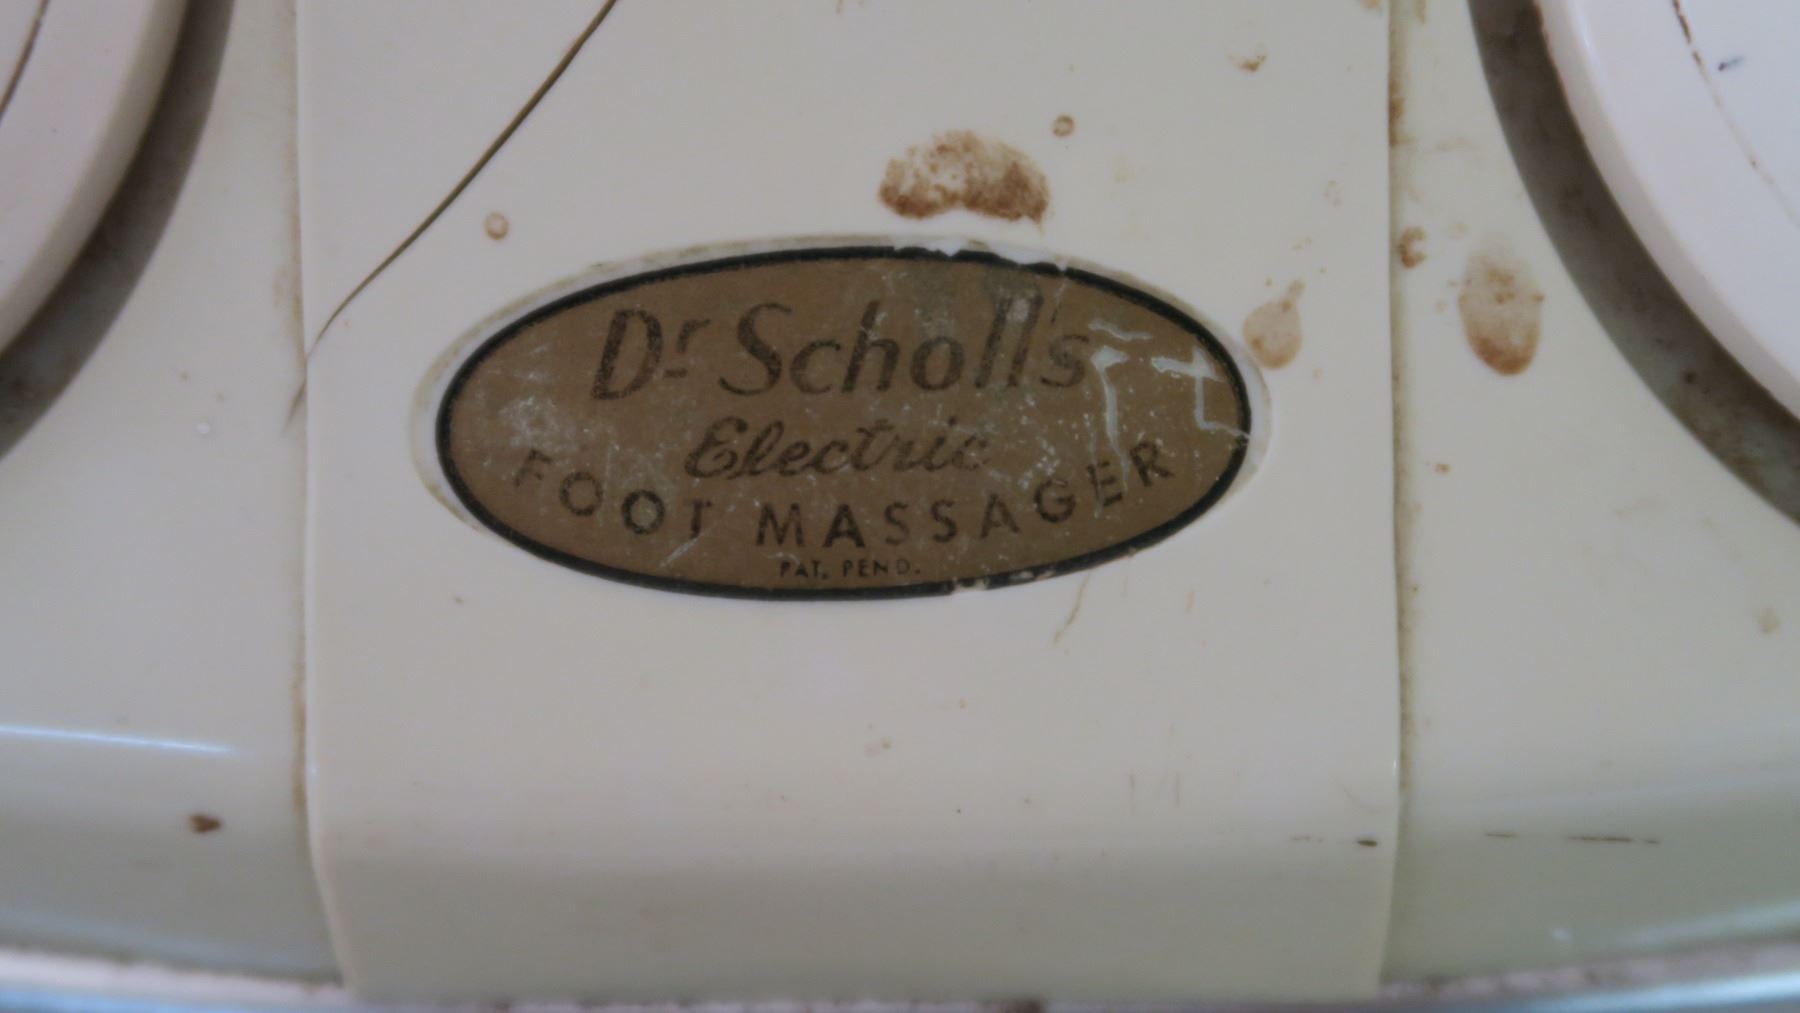 Dr Scholl's
Electric
FOOT MASSAGER
PAT. PEND.